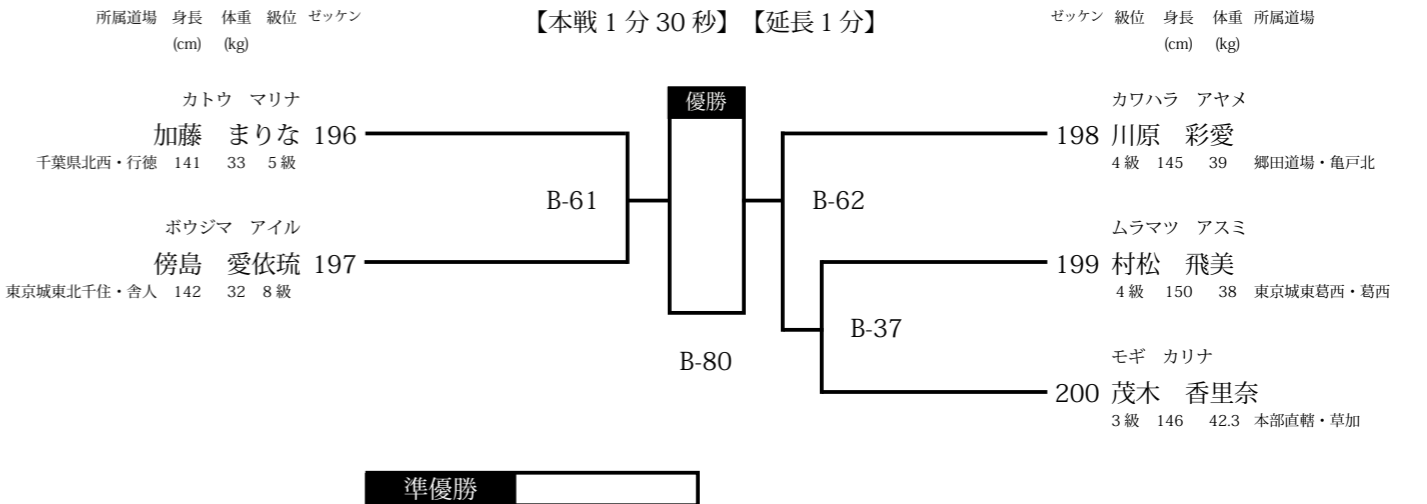 所属道場 身長 体重 級位 ゼッケン
(cm) (kg)
【本戦 1 分 30 秒】【延長 1 分】
ゼッケン 級位 身長 体重 所属道場
(cm) (kg)
カトウ マリナ
加藤 まりな 196
千葉県北西・行徳 141 33 5 級
ボウジマ アイル
傍島 愛依琉 197
東京城東北千住・舎人 142 32 8 級
B-61
優勝
B-80
B-62
B-37
カワハラ アヤメ
198 川原 彩愛
4 級 145 39 郷田道場・亀戸北
ムラマツ アスミ
199 村松 飛美
4 級 150 38 東京城東葛西・葛西
モギ カリナ
200 茂木 香里奈
3 級 146 42.3 本部直轄・草加
準優勝